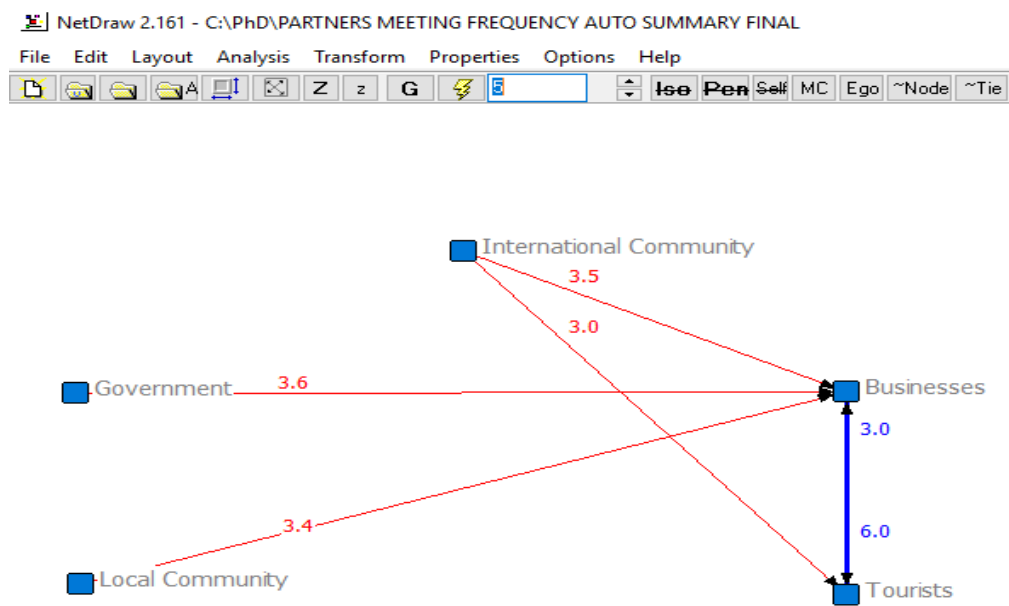 NetDraw 2.161 - C:\PhD\PARTNERS MEETING FREQUENCY AUTO SUMMARY FINAL
File Edit Layout Analysis Transform Properties Options Help
A Z z G 5 Iso Pen Self MC Ego ~Node ~Tie
International Community
3.5
3.0
Government 3.6 Businesses
3.0
3.4 6.0
Local Community Tourists